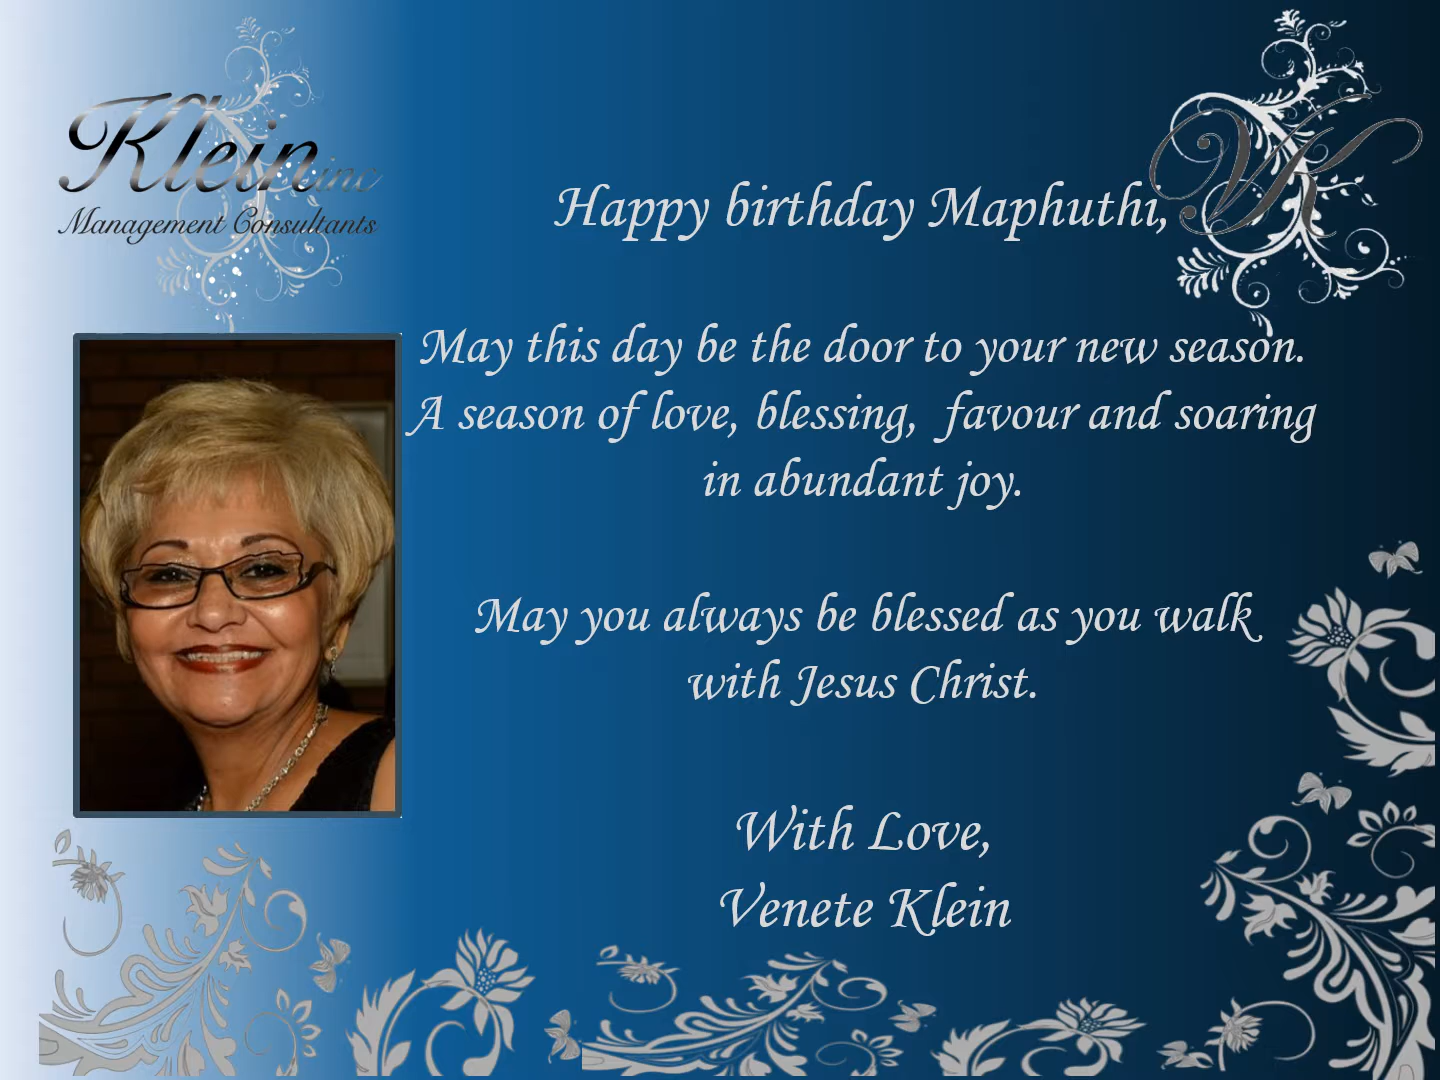 Klein inc
Management Consultants
VK
Happy birthday Maphuthi,
May this day be the door to your new season.
A season of love, blessing, favour and soaring
in abundant joy.
May you always be blessed as you walk
with Jesus Christ.
With Love,
Venete Klein